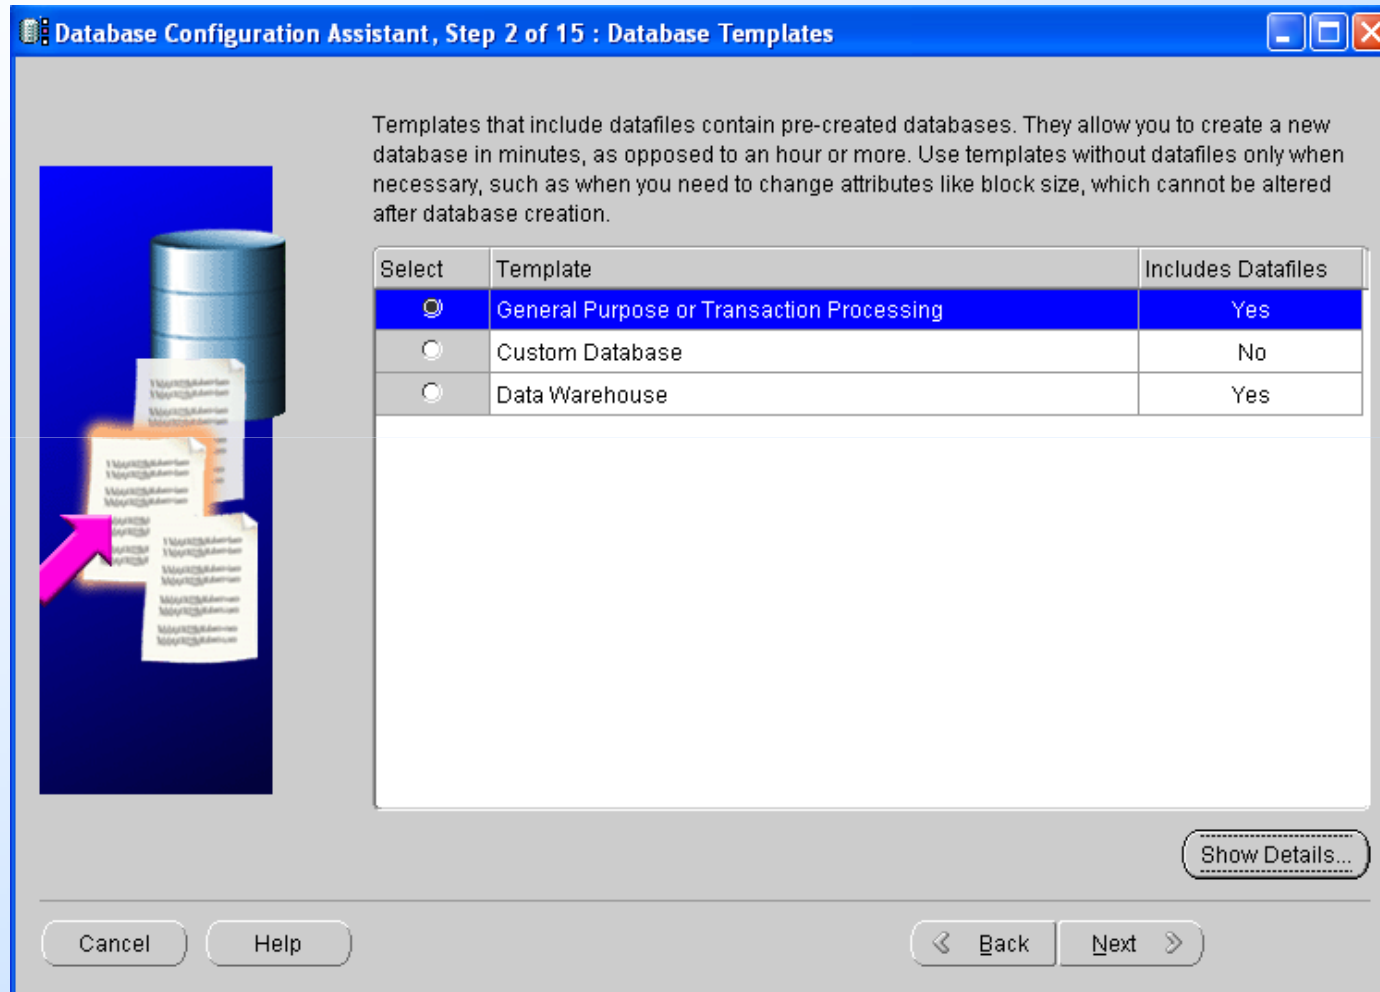 Database Configuration Assistant, Step 2 of 15 : Database Templates
Templates that include datafiles contain pre-created databases. They allow you to create a new
database in minutes, as opposed to an hour or more. Use templates without datafiles only when
necessary, such as when you need to change attributes like block size, which cannot be altered
after database creation.
Select Template Includes Datafiles
General Purpose or Transaction Processing Yes
Custom Database No
Data Warehouse Yes
Show Details...
Cancel Help Back Next